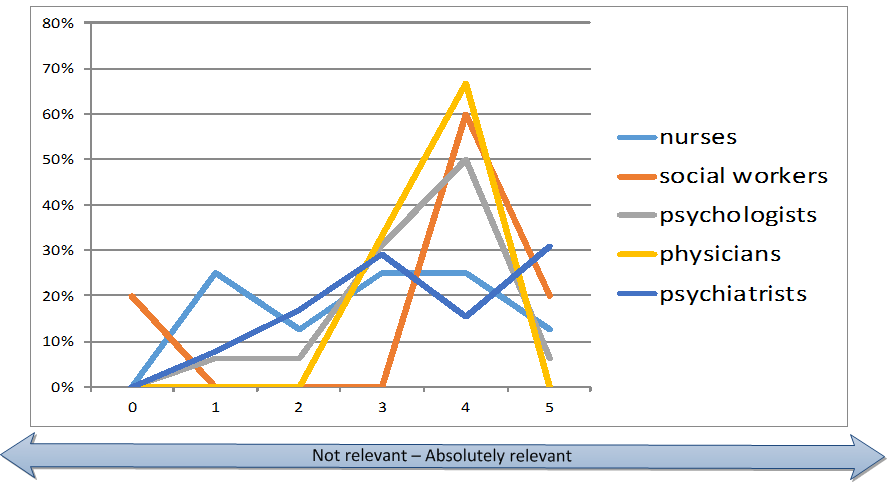 80%
70%
60%
50%
40%
30%
20%
10%
0%
0 1 2 3 4 5
nurses
social workers
psychologists
physicians
psychiatrists
Not relevant – Absolutely relevant